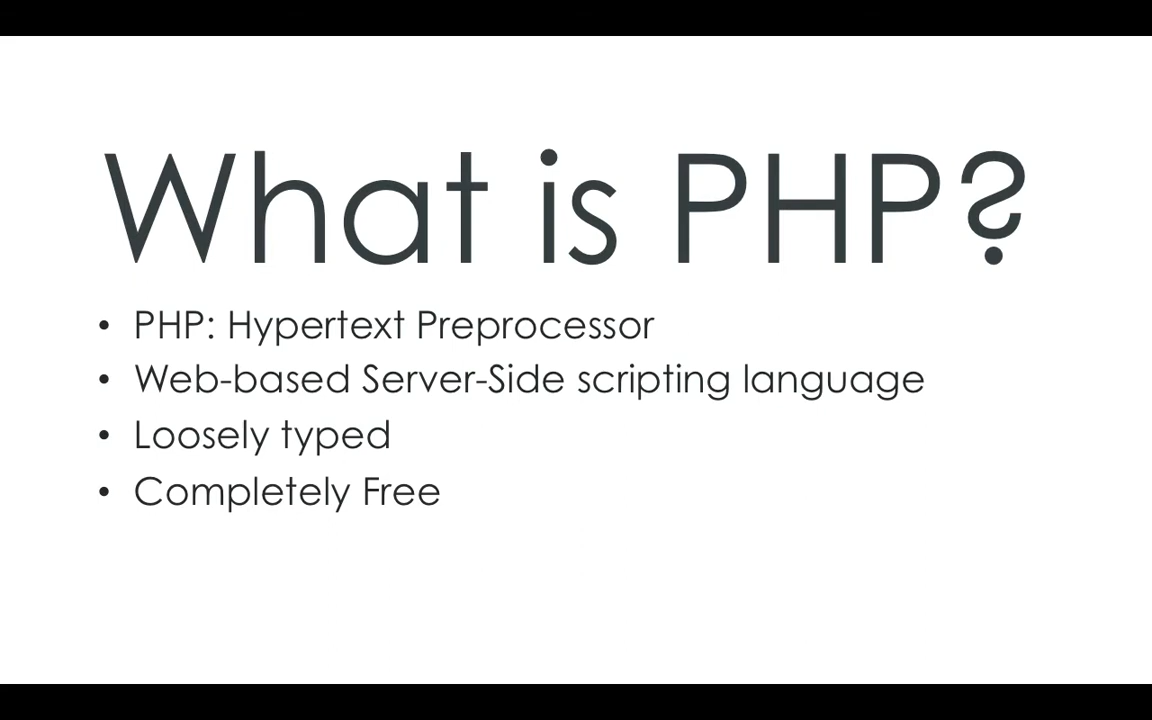 What is PHP?
• PHP: Hypertext Preprocessor
• Web-based Server-Side scripting language
• Loosely typed
• Completely Free